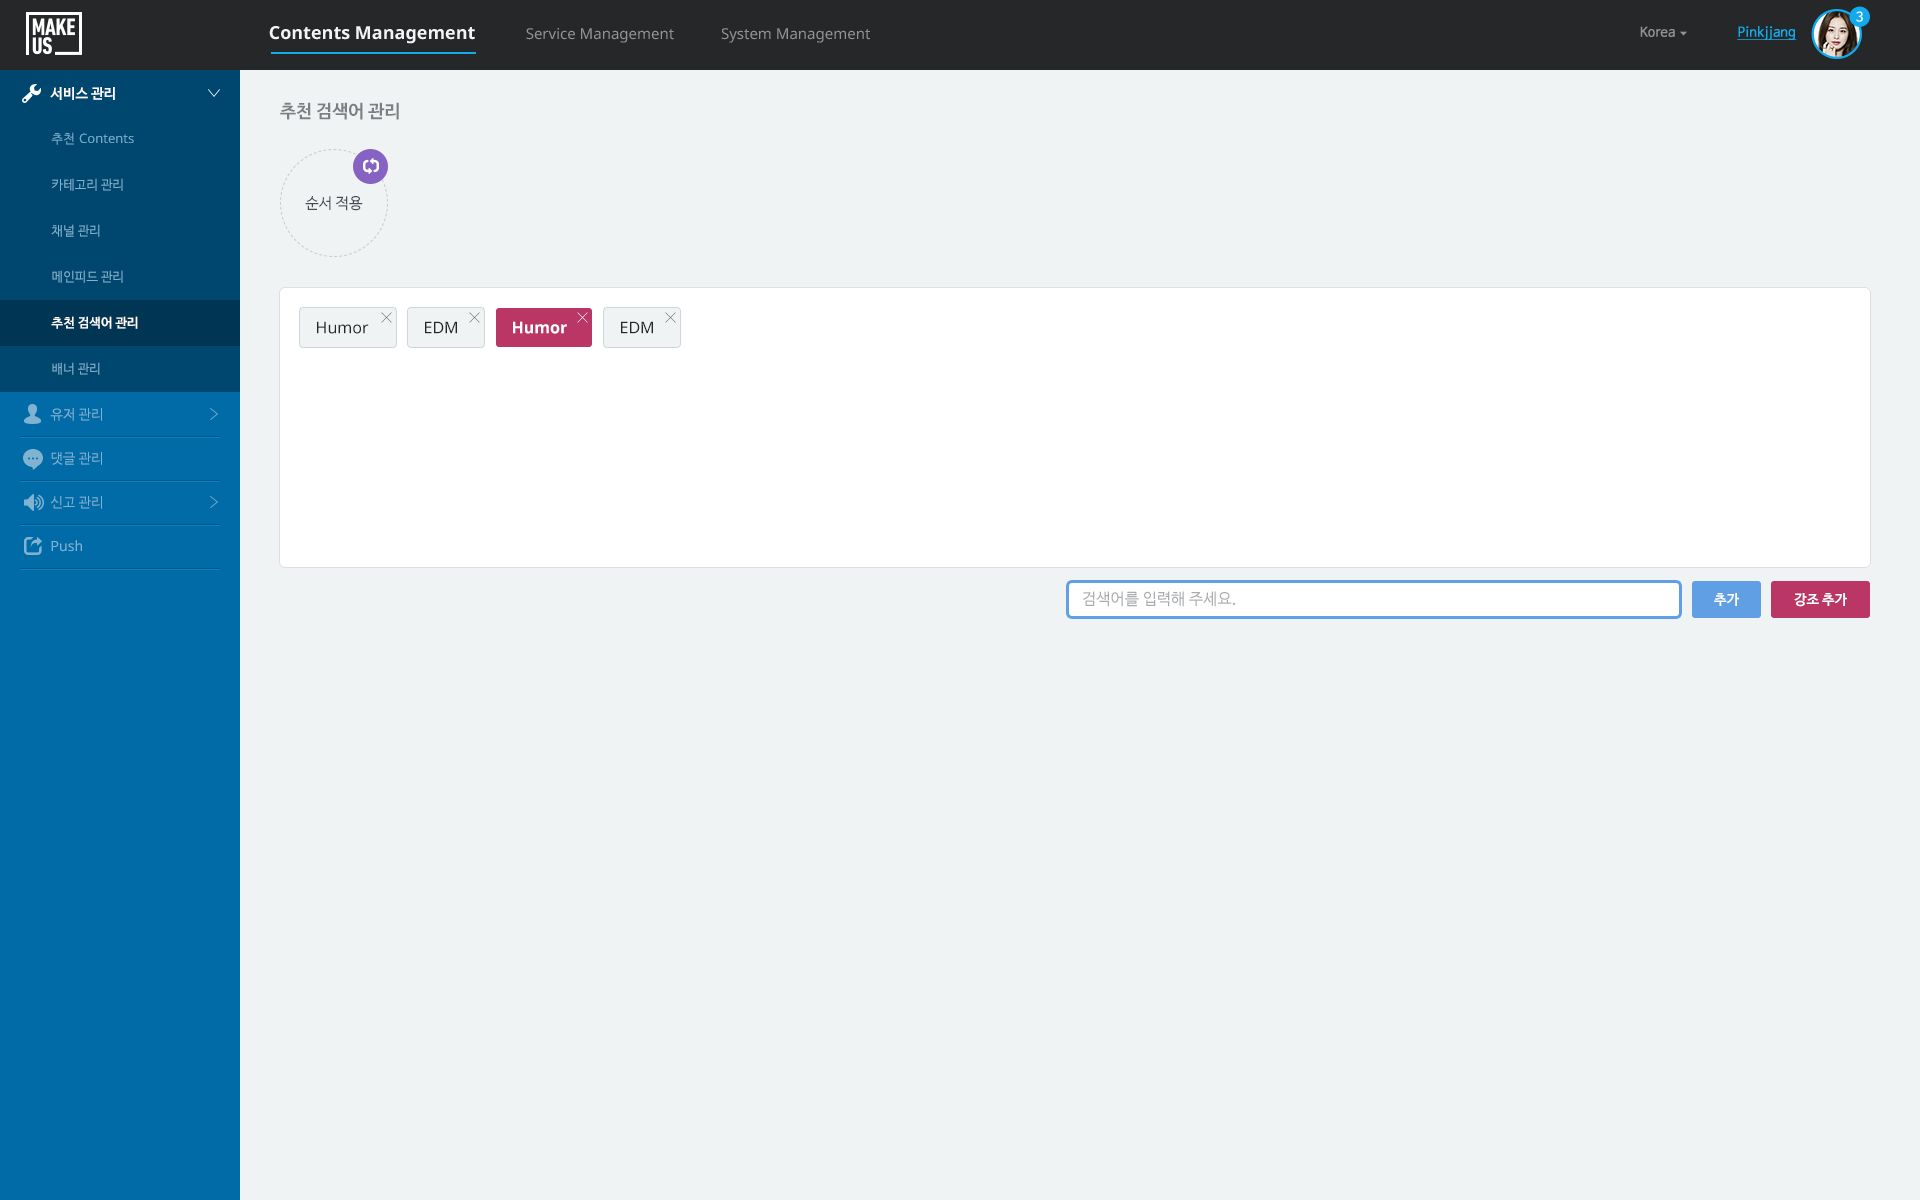 MAKE
US
Contents Management
Service Management
System Management
Korea
Pinkjjang
3
서비스 관리
추천 Contents
카테고리 관리
채널 관리
메인피드 관리
추천 검색어 관리
배너 관리
유저 관리
댓글 관리
신고 관리
Push
추천 검색어 관리
순서 적용
Humor
EDM
Humor
EDM
검색어를 입력해 주세요.
추가
강조 추가